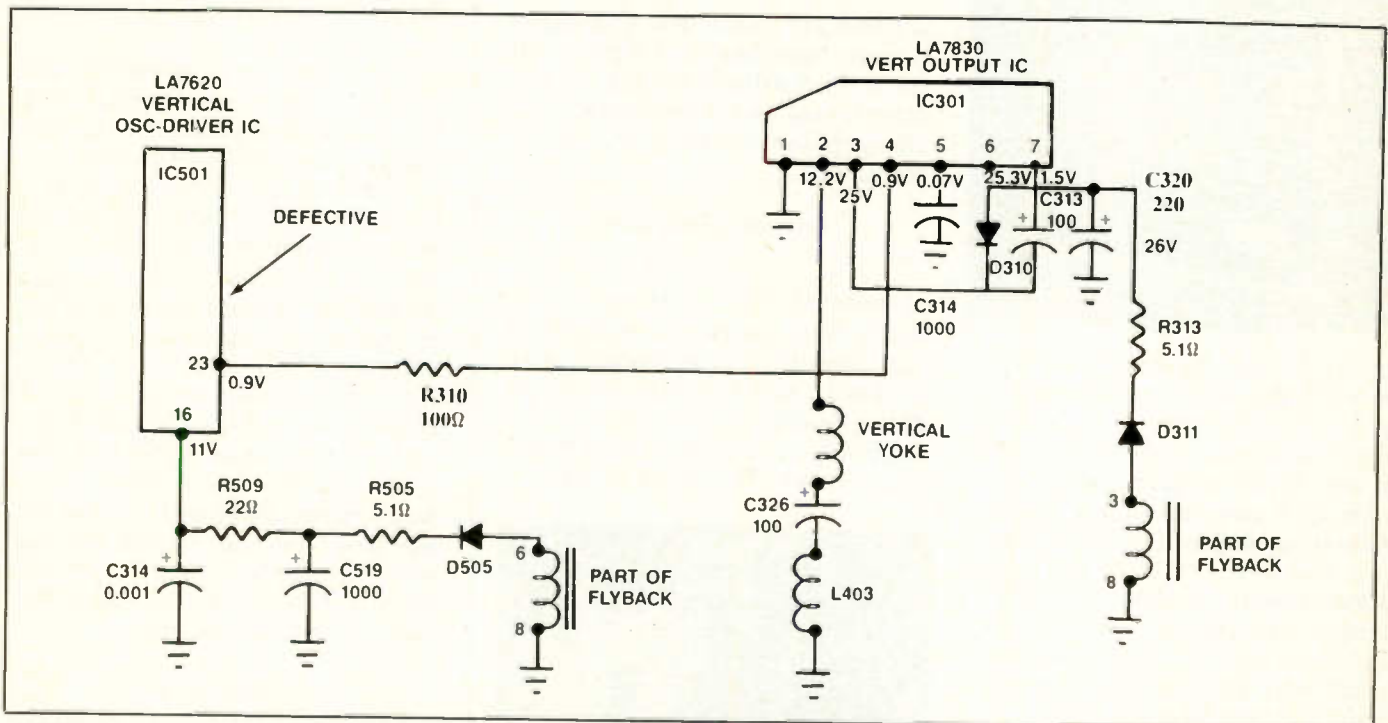 LA7620
VERTICAL
OSC-DRIVER IC
IC501
DEFECTIVE
23
0.9V
16
11V
R310
100Ω
R509
22Ω
R505
5.1Ω
C314
0.001
C519
1000
D505
6
8
PART OF
FLYBACK
LA7830
VERT OUTPUT IC
IC301
1 2 3 4 5 6 7
12.2V 25V 0.9V 0.07V 25.3V 1.5V
C313
100
C320
220
26V
D310
C314
1000
R313
5.1Ω
D311
VERTICAL
YOKE
C326
100
L403
3
8
PART OF
FLYBACK